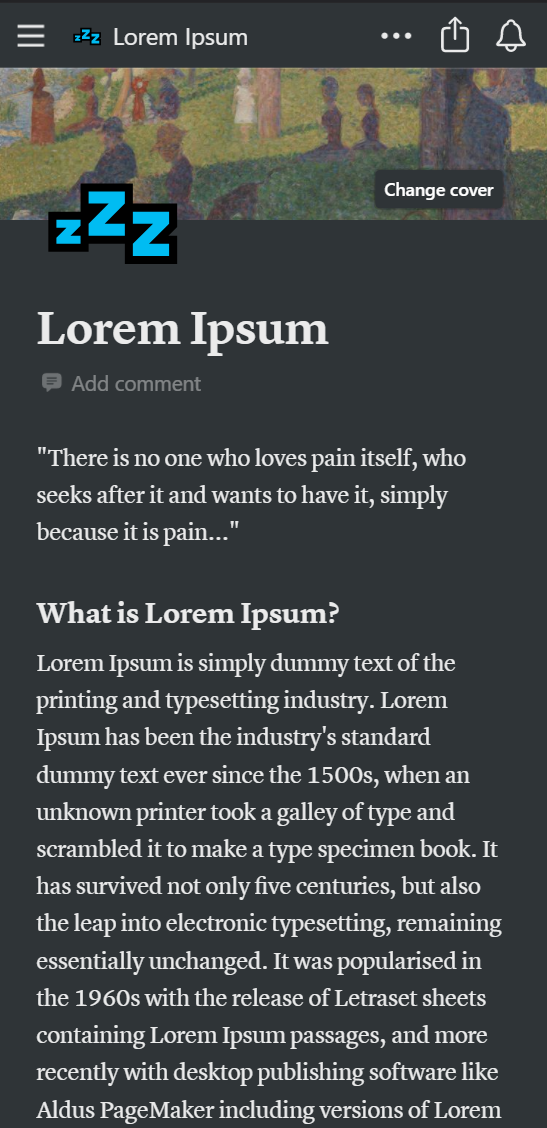 Lorem Ipsum
Change cover
zzZ
Lorem Ipsum
Add comment
"There is no one who loves pain itself, who
seeks after it and wants to have it, simply
because it is pain..."
What is Lorem Ipsum?
Lorem Ipsum is simply dummy text of the
printing and typesetting industry. Lorem
Ipsum has been the industry's standard
dummy text ever since the 1500s, when an
unknown printer took a galley of type and
scrambled it to make a type specimen book. It
has survived not only five centuries, but also
the leap into electronic typesetting, remaining
essentially unchanged. It was popularised in
the 1960s with the release of Letraset sheets
containing Lorem Ipsum passages, and more
recently with desktop publishing software like
Aldus PageMaker including versions of Lorem